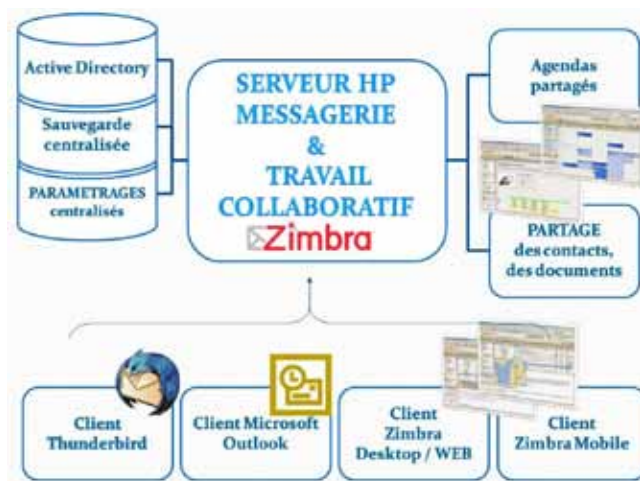 Active Directory
Sauvegarde
centralisée
PARAMETRAGES
centralisés
SERVEUR HP
MESSAGERIE
&
TRAVAIL
COLLABORATIF
Zimbra
Agendas
partagés
PARTAGE
des contacts,
des documents
Client
Thunderbird
Client Microsoft
Outlook
Client
Zimbra
Desktop / WEB
Client
Zimbra Mobile